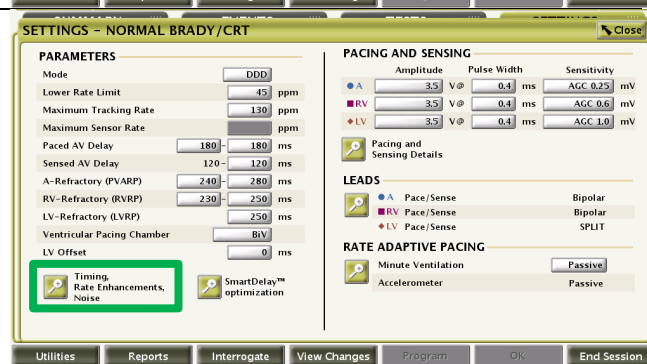 SETTINGS - NORMAL BRADY/CRT
Close
PARAMETERS
Mode DDD
Lower Rate Limit 45 ppm
Maximum Tracking Rate 130 ppm
Maximum Sensor Rate ppm
Paced AV Delay 180 - 180 ms
Sensed AV Delay 120 - 120 ms
A-Refractory (PVARP) 240 - 280 ms
RV-Refractory (RVRP) 230 - 250 ms
LV-Refractory (LVRP) 250 ms
Ventricular Pacing Chamber BiV
LV Offset 0 ms
Timing,
Rate Enhancements,
Noise
SmartDelay™
optimization
PACING AND SENSING
Amplitude Pulse Width Sensitivity
A 3.5 V@ 0.4 ms AGC 0.25 mV
RV 3.5 V@ 0.4 ms AGC 0.6 mV
LV 3.5 V@ 0.4 ms AGC 1.0 mV
Pacing and
Sensing Details
LEADS
A Pace/Sense Bipolar
RV Pace/Sense Bipolar
LV Pace/Sense SPLIT
RATE ADAPTIVE PACING
Minute Ventilation Passive
Accelerometer Passive
Utilities Reports Interrogate View Changes Program OK End Session